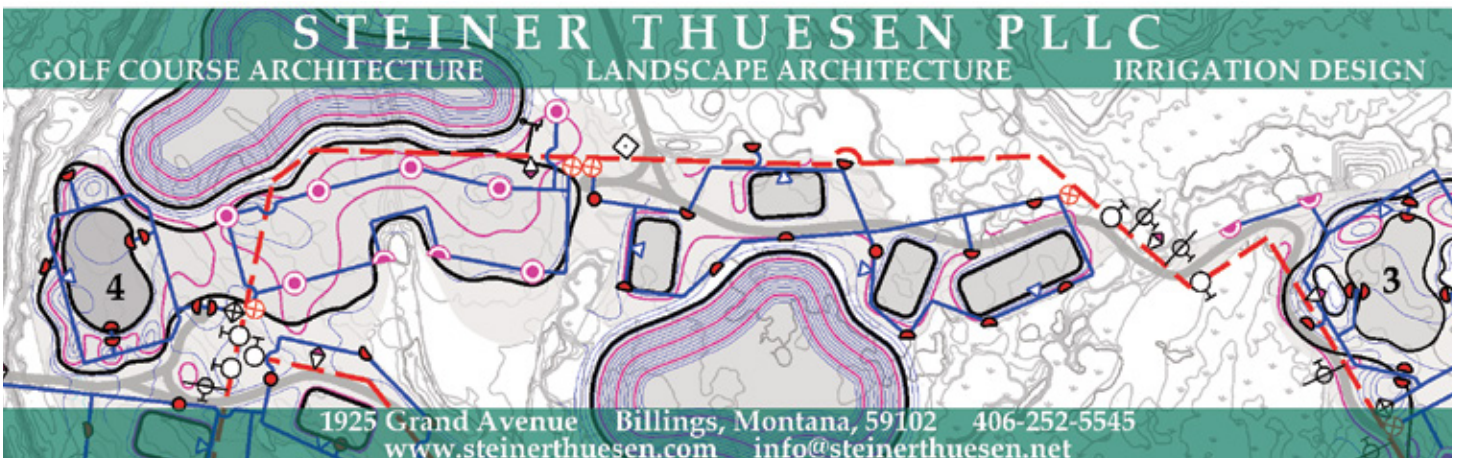 STEINER THUESEN PLLC
GOLF COURSE ARCHITECTURE LANDSCAPE ARCHITECTURE IRRIGATION DESIGN
4
3
1925 Grand Avenue Billings, Montana, 59102 406-252-5545
www.steinerthuesen.com info@steinerthuesen.net